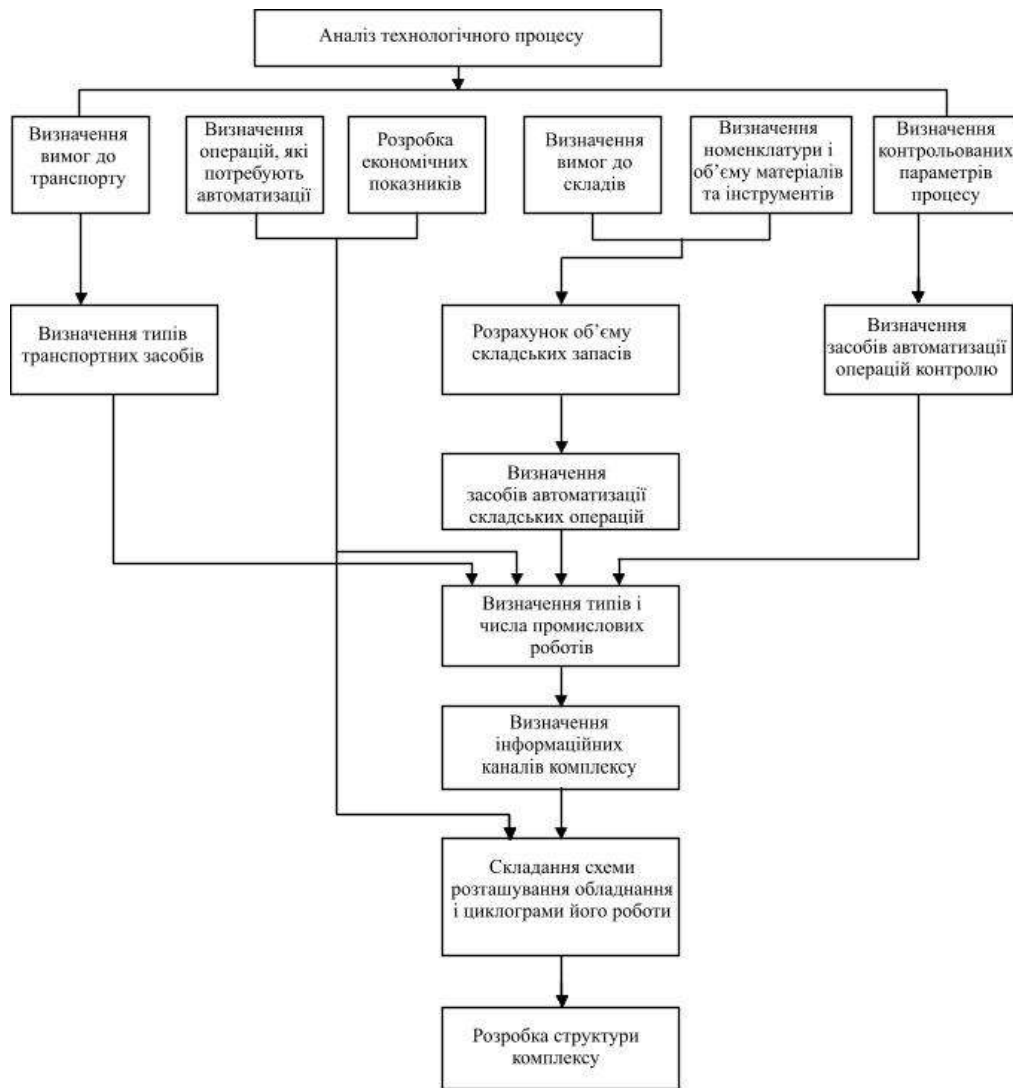 Аналіз технологічного процесу
Визначення
вимог до
транспорту
Визначення
операцій, які
потребують
автоматизації
Розробка
економічних
показників
Визначення
вимог до
складів
Визначення
номенклатури і
об’єму матеріалів
та інструментів
Визначення
контрольованих
параметрів
процесу
Визначення типів
транспортних засобів
Розрахунок об’єму
складських запасів
Визначення
засобів автоматизації
операцій контролю
Визначення
засобів автоматизації
складських операцій
Визначення типів і
числа промислових
роботів
Визначення
інформаційних
каналів комплексу
Складання схеми
розташування обладнання
і циклограми його роботи
Розробка структури
комплексу